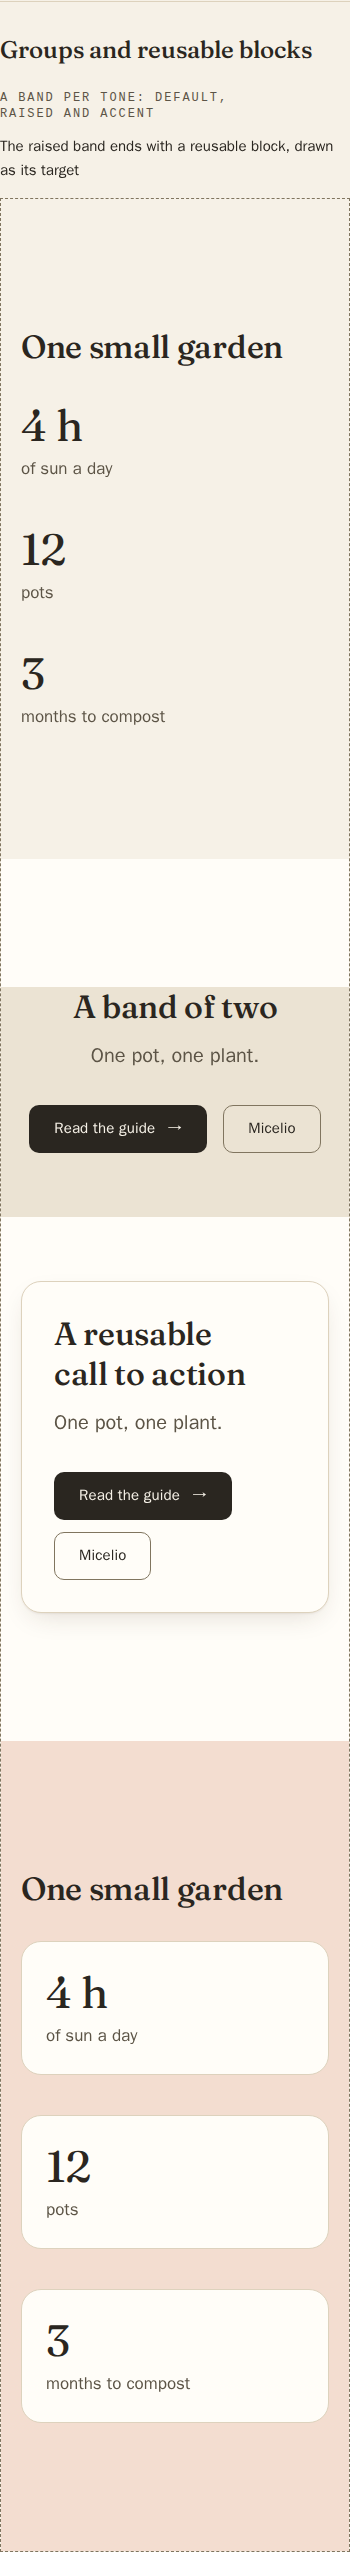 Groups and reusable blocks
A BAND PER TONE: DEFAULT,
RAISED AND ACCENT
The raised band ends with a reusable block, drawn
as its target
One small garden
4 h
of sun a day
12
pots
3
months to compost
A band of two
One pot, one plant.
Read the guide →
Micelio
A reusable
call to action
One pot, one plant.
Read the guide →
Micelio
One small garden
4 h
of sun a day
12
pots
3
months to compost